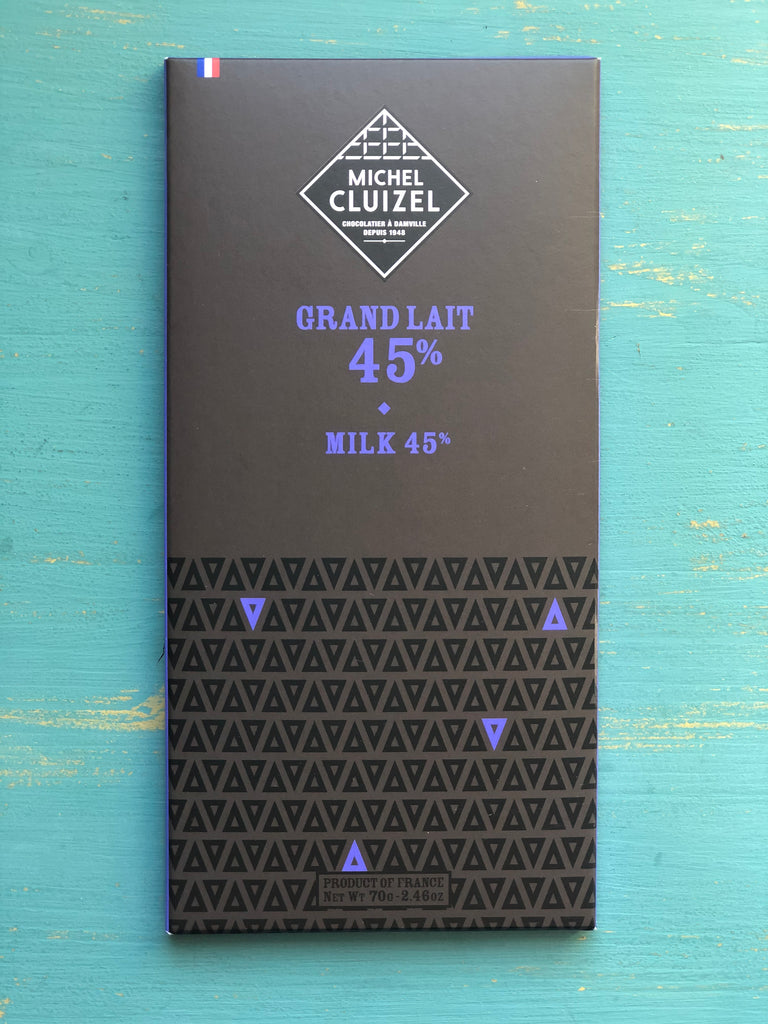 MICHEL
CLUIZEL
CHOCOLATIER À DAMVILLE
DEPUIS 1948
GRAND LAIT
45%
MILK 45%
PRODUCT OF FRANCE
NET WT 70G-2.46OZ